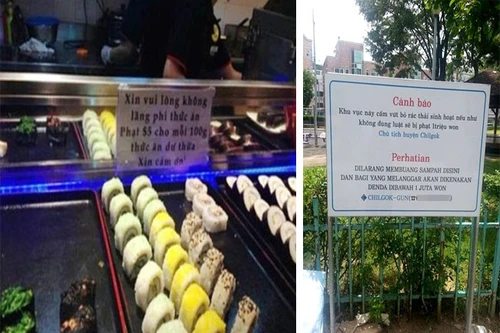 Xin vui lòng không
lãng phí thức ăn
Phạt $5 cho mỗi 100g
thức ăn dư thừa
Xin cảm ơn!
Cảnh báo
Khu vực này cấm vứt bỏ rác thải sinh hoạt nếu như
không đúng luật sẽ bị phạt 1triệu won
Chủ tịch huyện Chilgok
Perhatian
DILARANG MEMBUANG SAMPAH DISINI
DAN BAGI YANG MELANGGAR AKAN DIKENAKAN
DENDA DIBAWAH 1 JUTA WON
CHILGOK-GUN